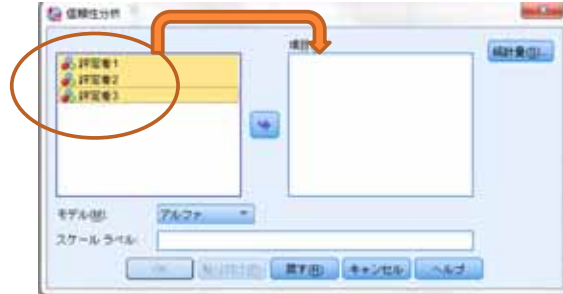 信頼性分析
項目
統計量(S)...
評定者1
評定者2
評定者3
モデル(M):
アルファ
スケール ラベル:
OK
戻す(R)
キャンセル
ヘルプ